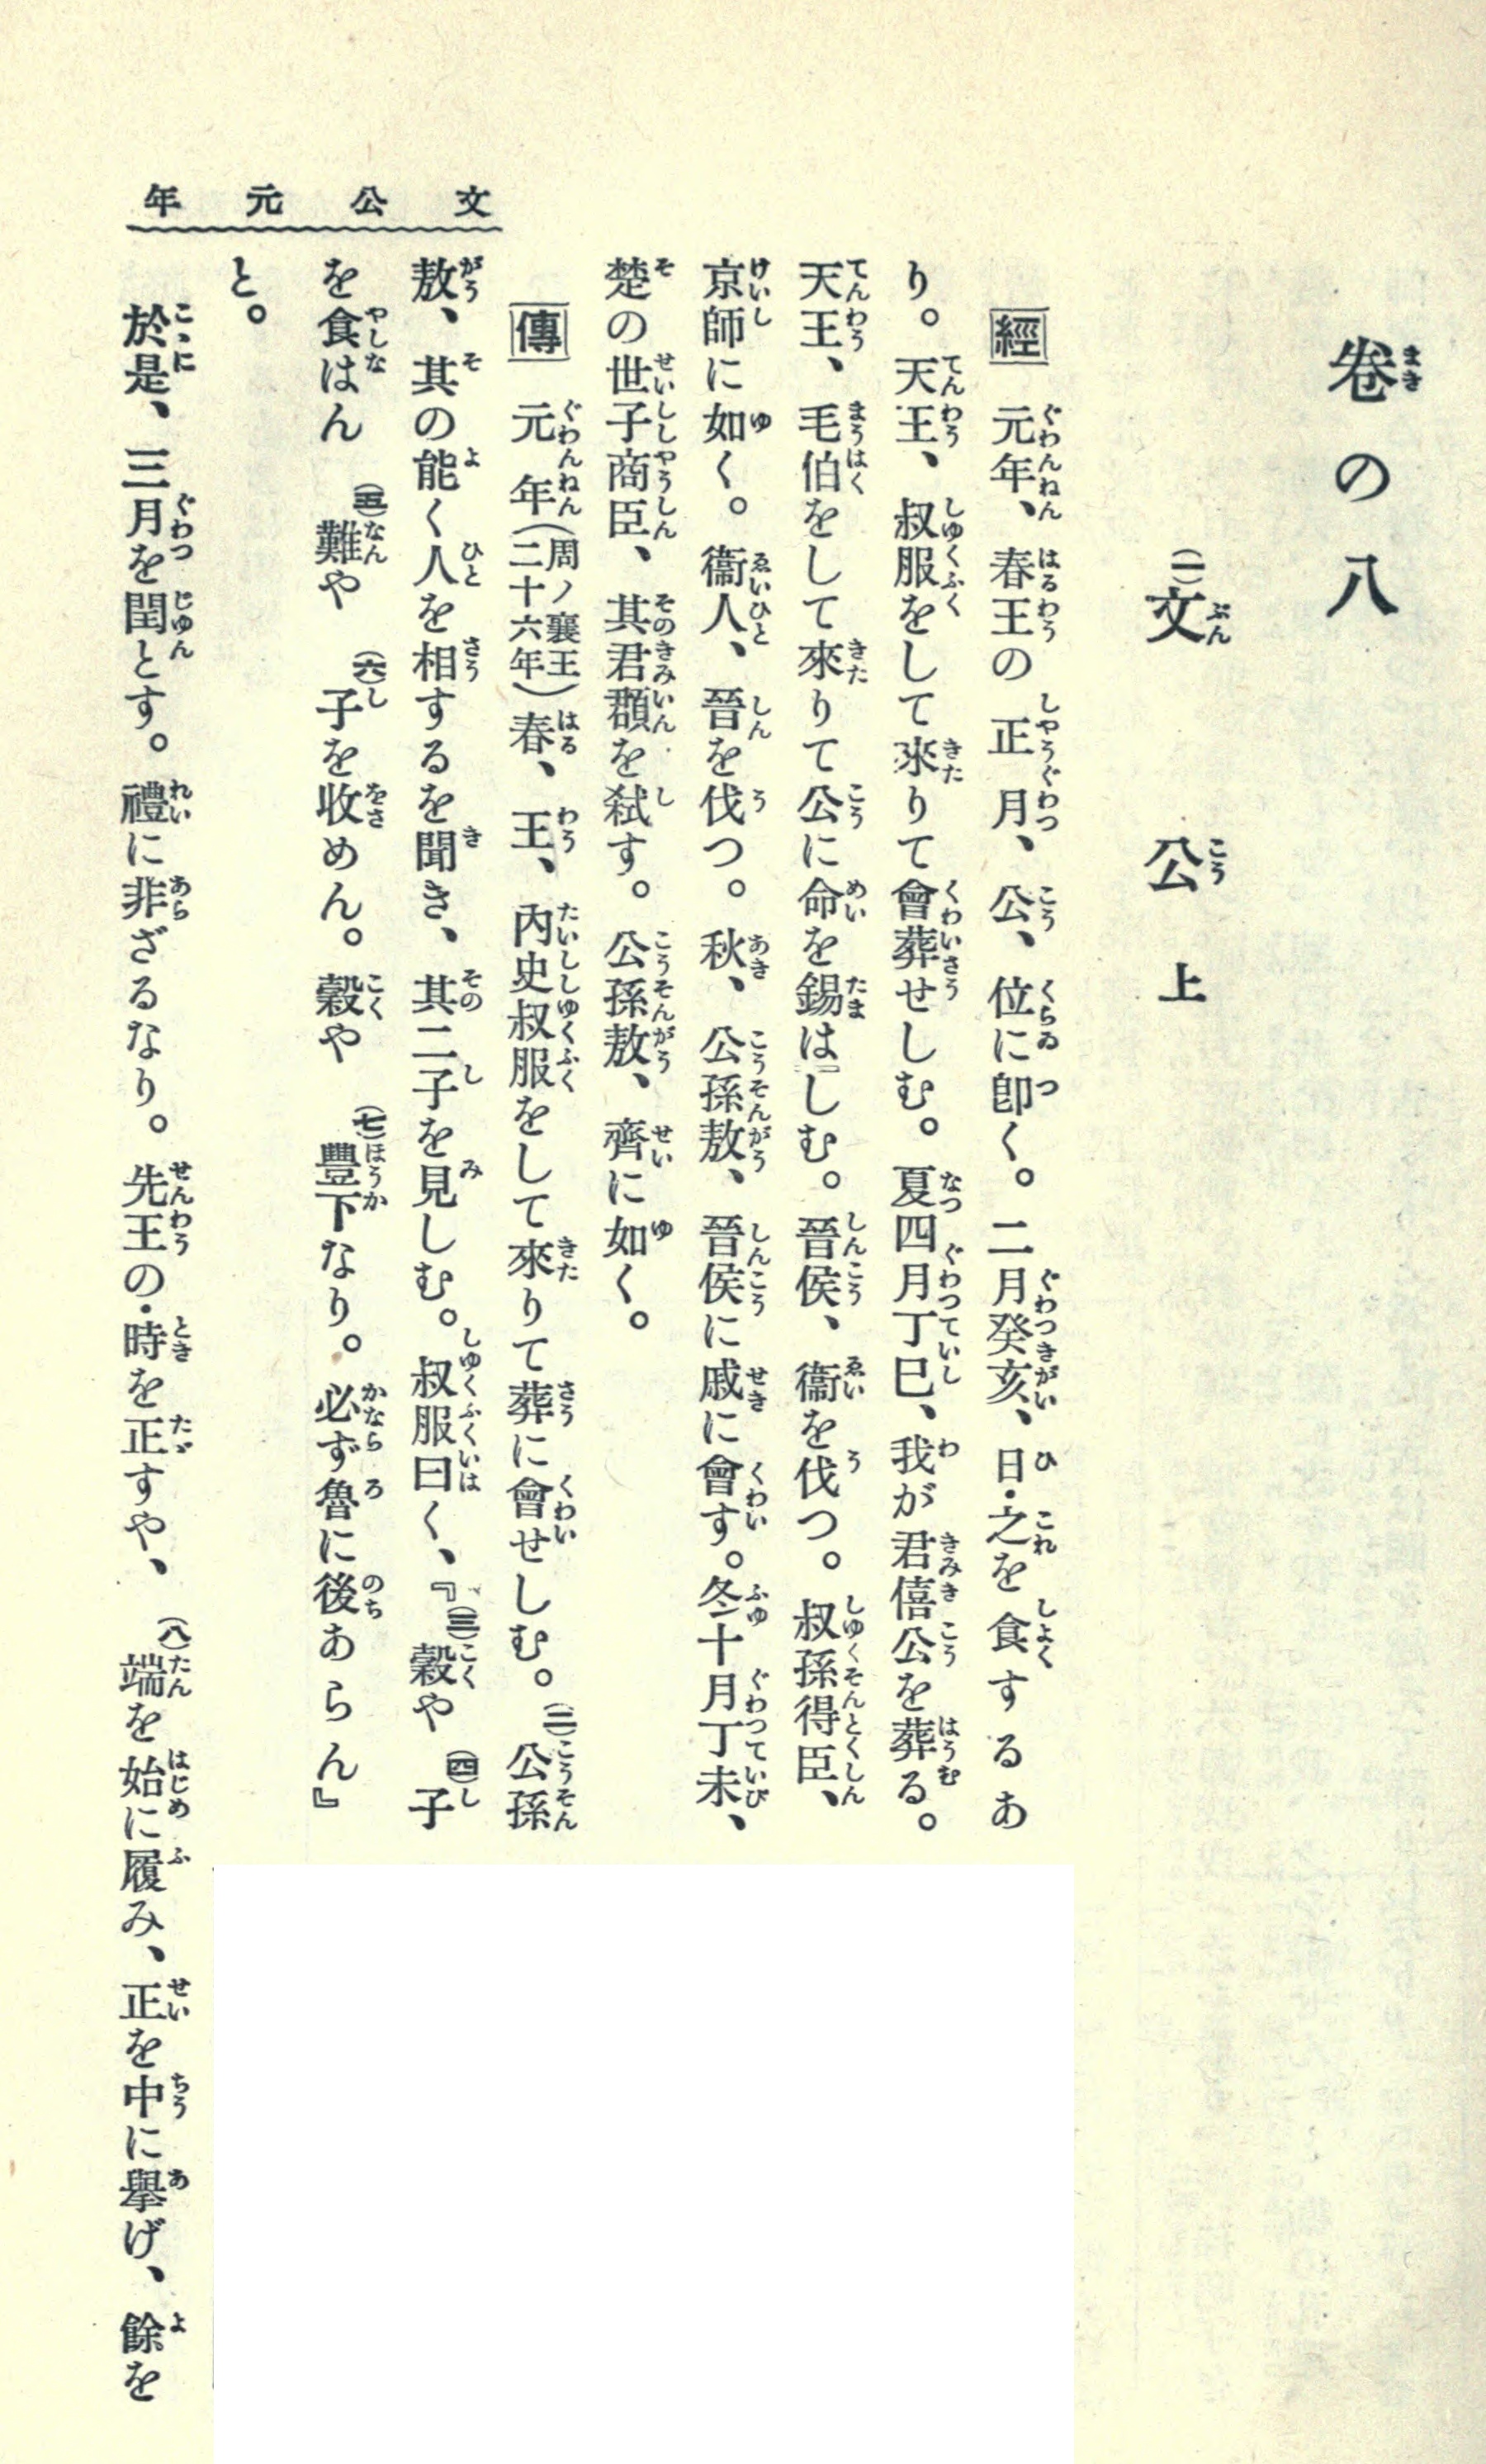 卷の八
(一)文公上
經 元年、春王の正月、公、位に卽く。二月癸亥、日・之を食するあ
り。天王、叔服をして來りて會葬せしむ。夏四月丁巳、我が君僖公を葬る。
天王、毛伯をして來りて公に命を錫はしむ。晉侯、衞を伐つ。叔孫得臣、
京師に如く。衞人、晉を伐つ。秋、公孫敖、晉侯に戚に會す。冬十月丁未、
楚の世子商臣、其君頵を弑す。公孫敖、齊に如く。
傳 元年(周ノ襄王二十六年)春、王、內史叔服をして來りて葬に會せしむ。(二)公孫
敖、其の能く人を相するを聞き、其二子を見しむ。叔服曰く、『(三)穀や(四)子
を食はん(五)難や(六)子を收めん。穀や(七)豐下なり。必ず魯に後あらん』
と。
於是、三月を閏とす。禮に非ざるなり。先王の・時を正すや、(八)端を始に履み、正を中に擧げ、餘を
文公元年